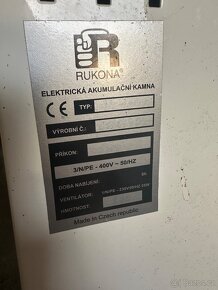 R
RUKONA®
ELEKTRICKÁ AKUMULAČNÍ KAMNA
CE TYP:
VÝROBNÍ Č.:
PŘÍKON:
3/N/PE - 400V ~ 50/HZ
DOBA NABÍJENÍ:
VENTILÁTOR:
HMOTNOST:
Made in Czech republic